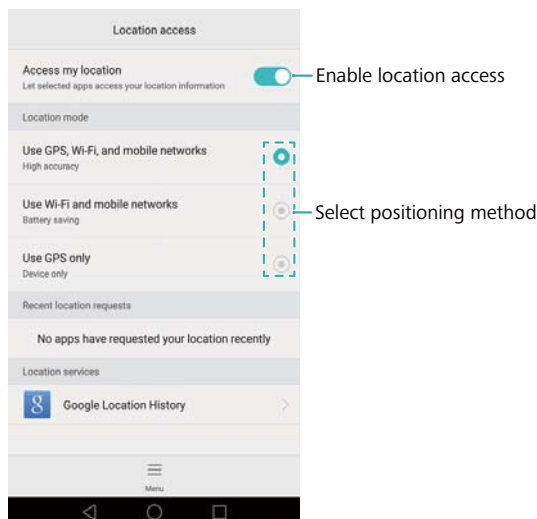 Location access
Access my location
Let selected apps access your location information
Enable location access
Location mode
Use GPS, Wi-Fi, and mobile networks
High accuracy
Use Wi-Fi and mobile networks
Battery saving
Select positioning method
Use GPS only
Device only
Recent location requests
No apps have requested your location recently
Location services
8 Google Location History
Menu